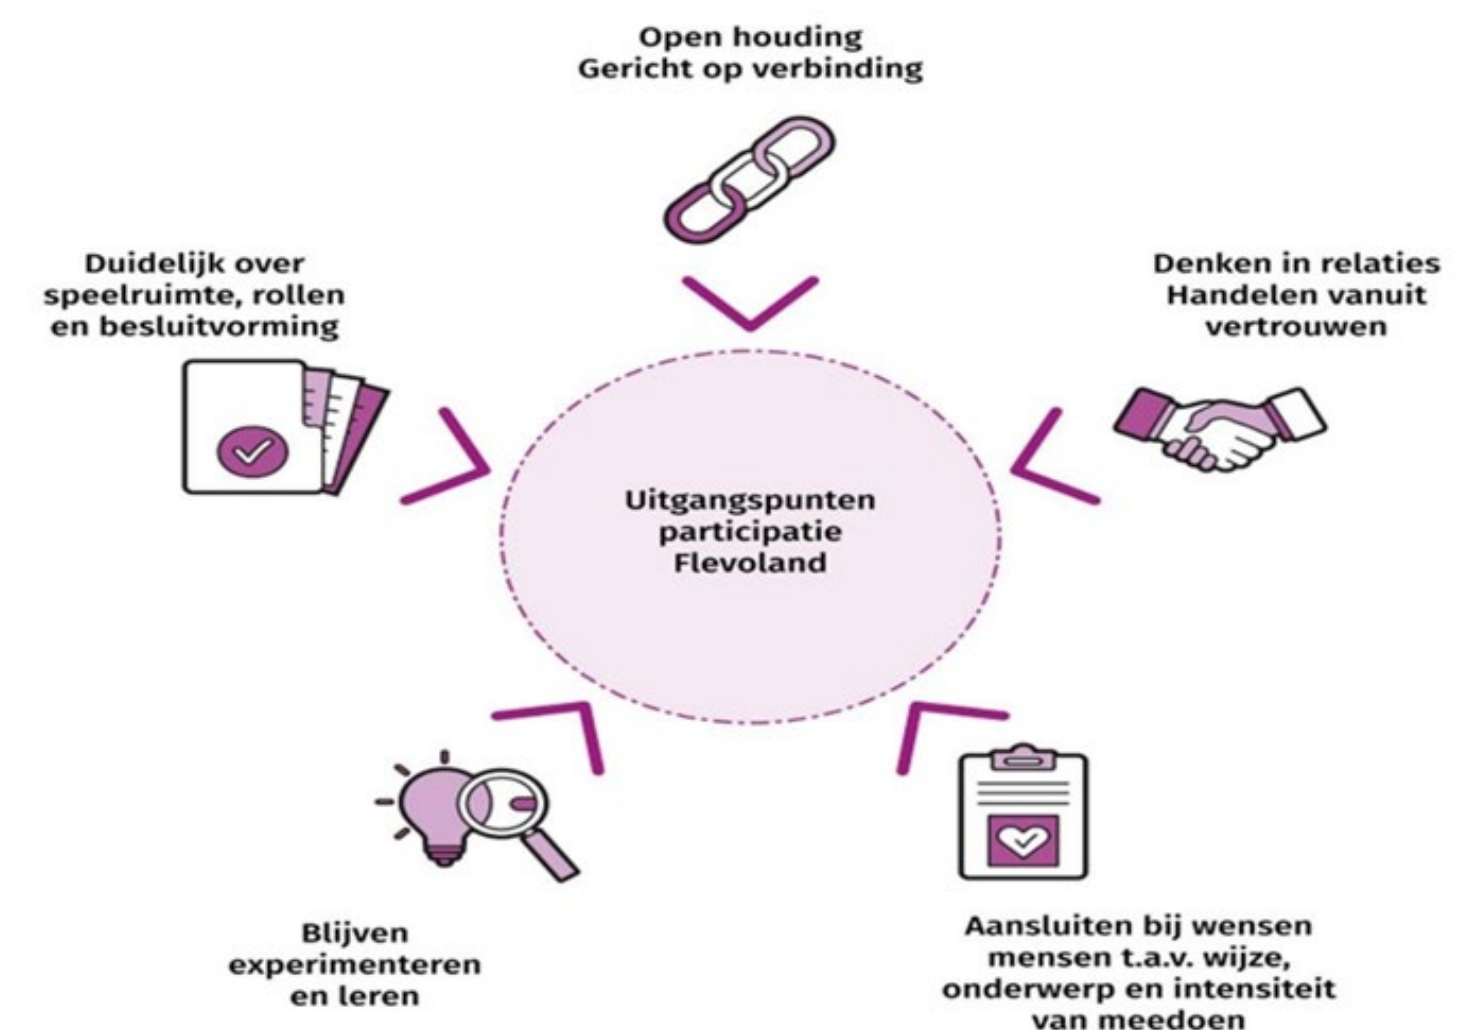 Open houding
Gericht op verbinding
Duidelijk over
speelruimte, rollen
en besluitvorming
Denken in relaties
Handelen vanuit
vertrouwen
Uitgangspunten
participatie
Flevoland
Blijven
experimenteren
en leren
Aansluiten bij wensen
mensen t.a.v. wijze,
onderwerp en intensiteit
van meedoen